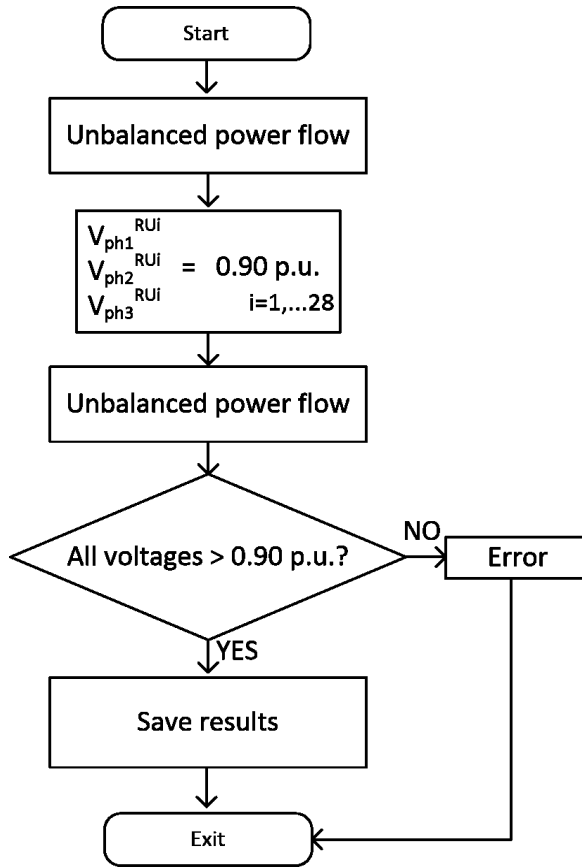 Start
Unbalanced power flow
V_ph1^RUi
V_ph2^RUi = 0.90 p.u.
V_ph3^RUi i=1,...28
Unbalanced power flow
All voltages > 0.90 p.u.?
NO
Error
YES
Save results
Exit